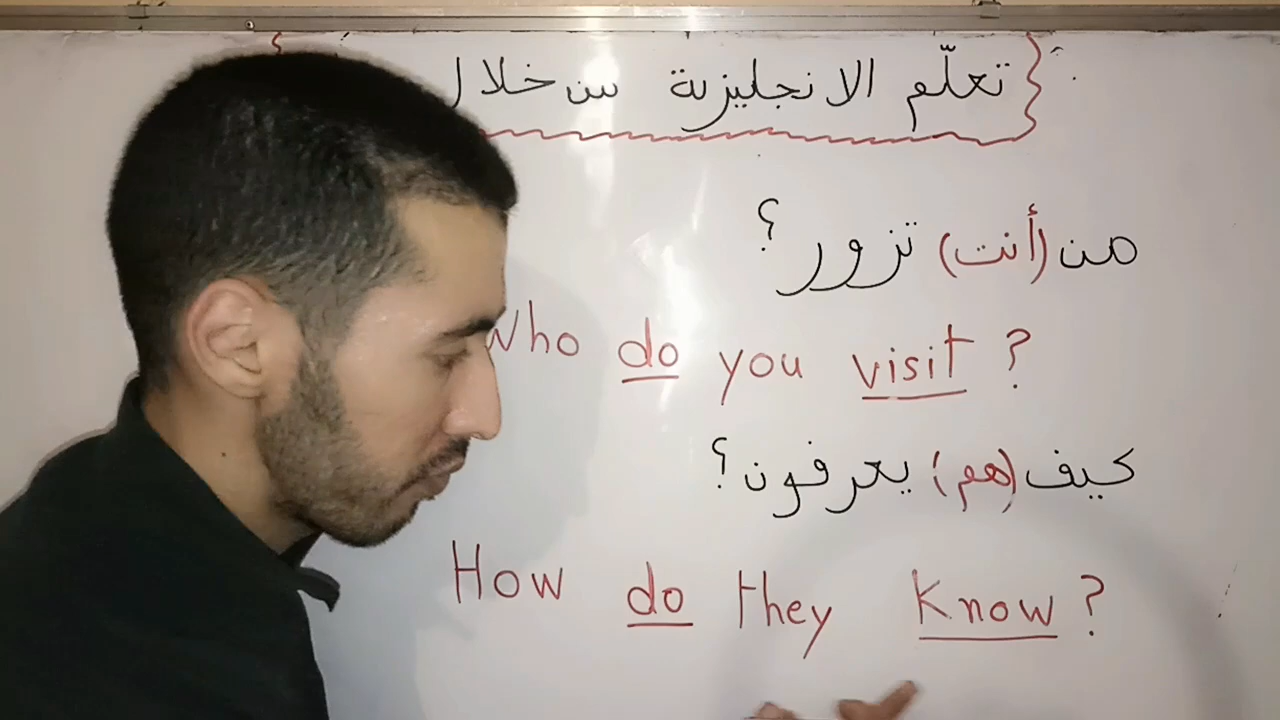 تعلّم الانجليزية من خلال
من (أنت) تزور؟
Who do you visit ?
كيف (هم) يعرفون؟
How do they Know ?